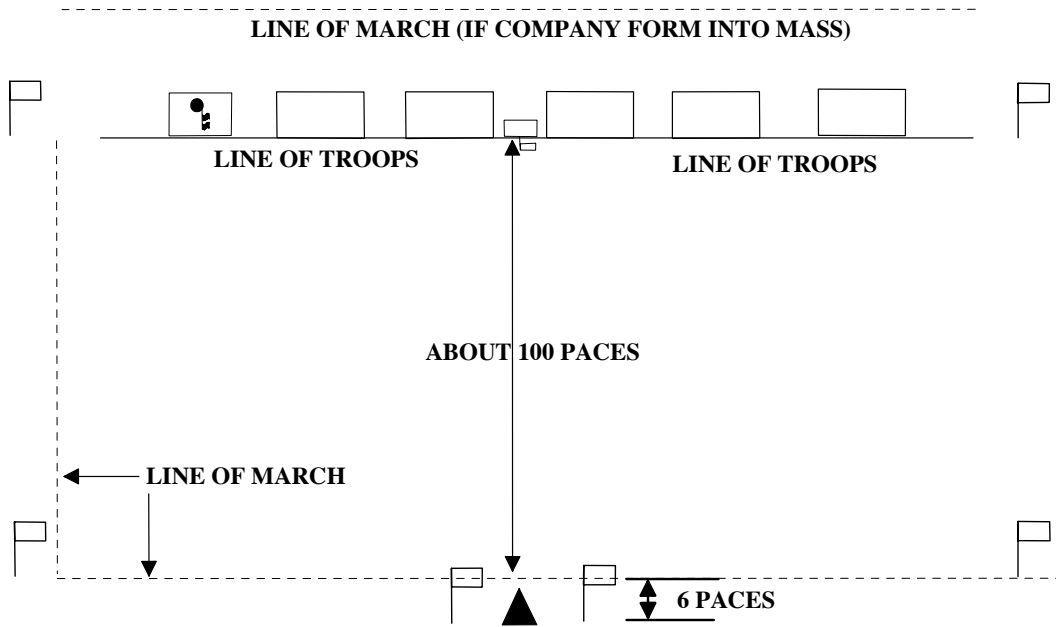 LINE OF MARCH (IF COMPANY FORM INTO MASS)
LINE OF TROOPS
LINE OF TROOPS
ABOUT 100 PACES
LINE OF MARCH
6 PACES